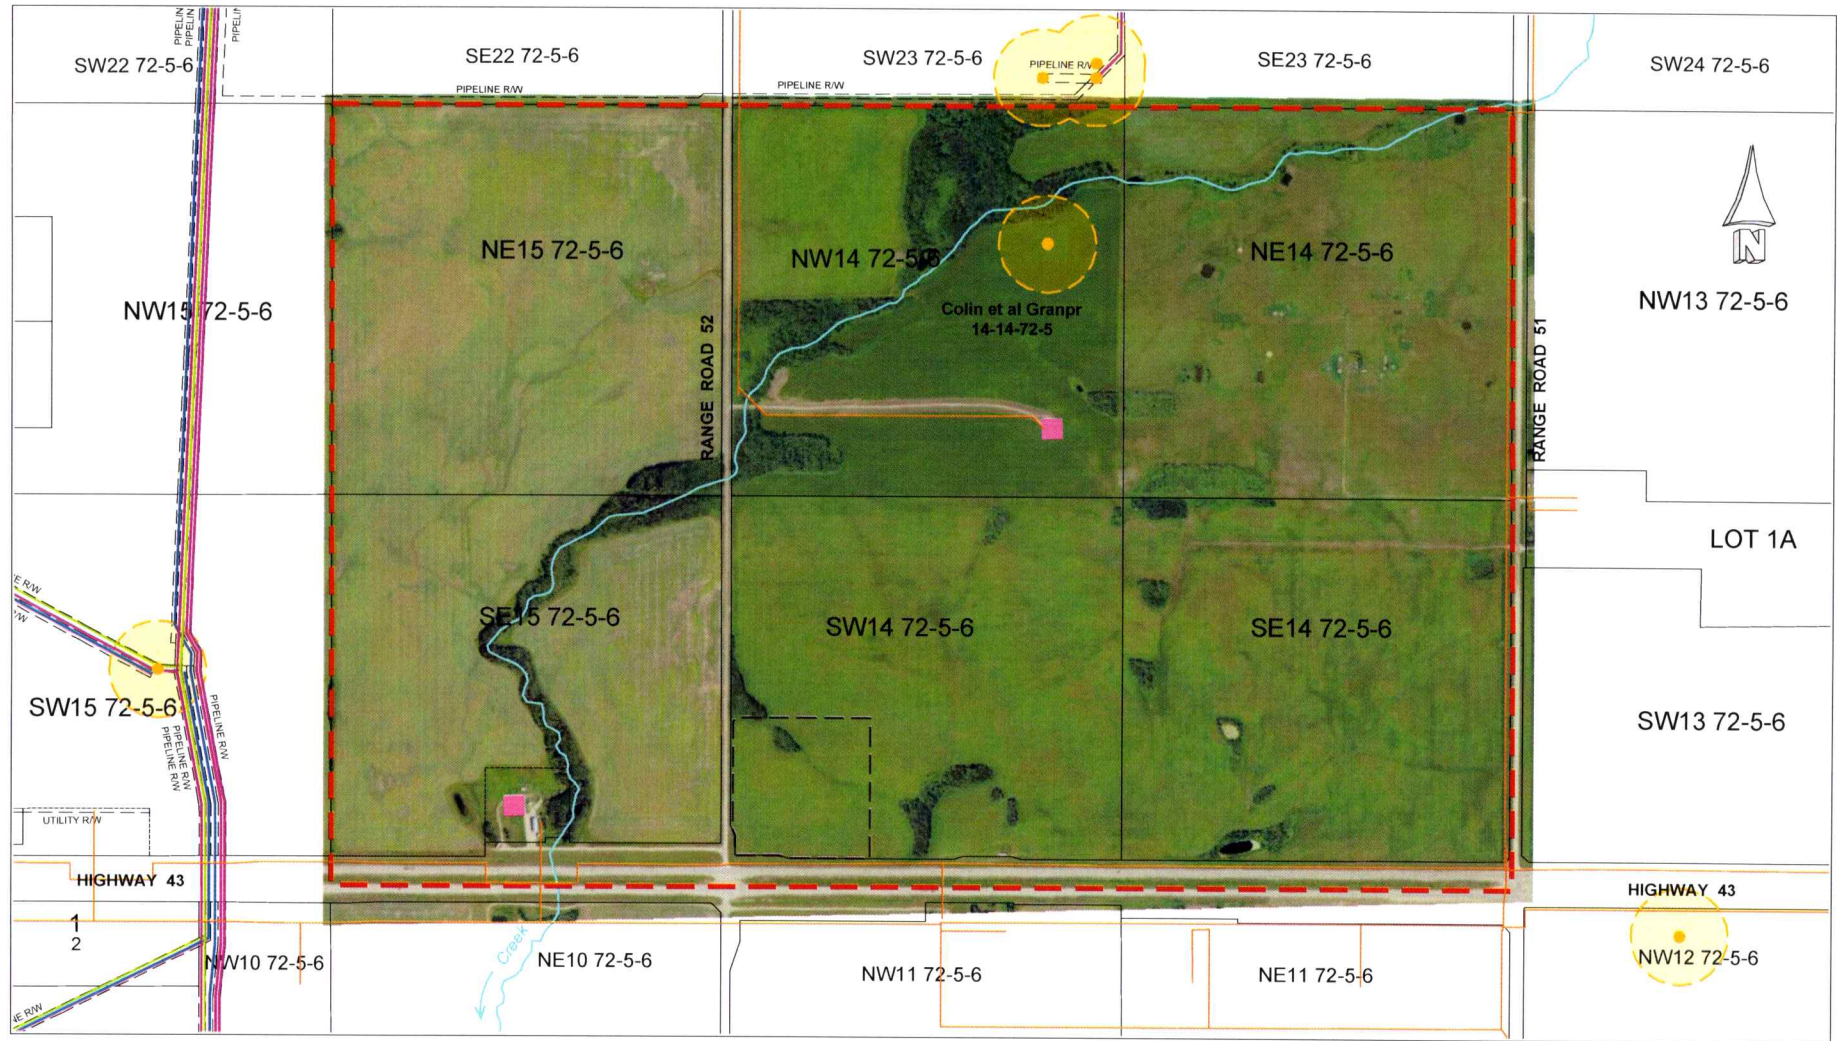 PIPELIN
PIPELIN
PIPELIN
SW22 72-5-6
SE22 72-5-6
SW23 72-5-6
PIPELINE R/W
SE23 72-5-6
SW24 72-5-6
PIPELINE R/W
PIPELINE R/W
NE15 72-5-6
NW14 72-5-6
NE14 72-5-6
N
NW15 72-5-6
NW13 72-5-6
Colin et al Granpr
14-14-72-5
RANGE ROAD 52
RANGE ROAD 51
LOT 1A
E R/W
/W
SE15 72-5-6
SW14 72-5-6
SE14 72-5-6
SW15 72-5-6
SW13 72-5-6
PIPELINE R/W
PIPELINE R/W
PIPELINE R/W
UTILITY R/W
HIGHWAY 43
HIGHWAY 43
1
2
Creek
NW10 72-5-6
NE10 72-5-6
NW11 72-5-6
NE11 72-5-6
NW12 72-5-6
NE R/W